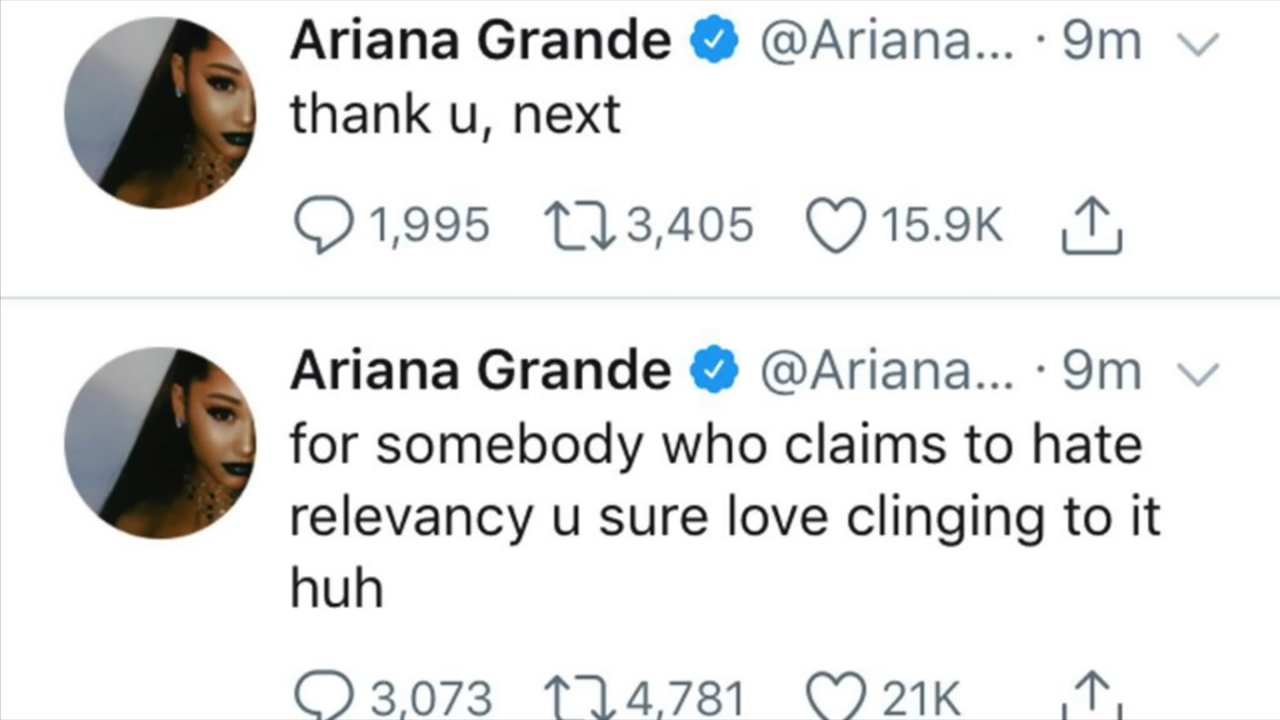 Ariana Grande @Ariana... · 9m
thank u, next
1,995 3,405 15.9K
Ariana Grande @Ariana... · 9m
for somebody who claims to hate
relevancy u sure love clinging to it
huh
3,073 4,781 21K